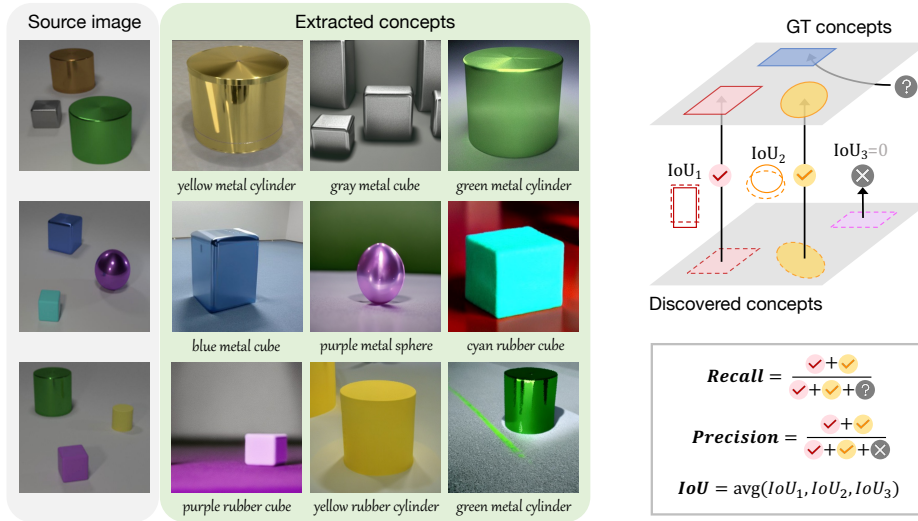 Source image
Extracted concepts
yellow metal cylinder
gray metal cube
green metal cylinder
blue metal cube
purple metal sphere
cyan rubber cube
purple rubber cube
yellow rubber cylinder
green metal cylinder
GT concepts
?
IoU₁
IoU₂
IoU₃=0
Discovered concepts
Recall = ✓+✓ / ✓+✓+?
Precision = ✓+✓ / ✓+✓+✕
IoU = avg(IoU₁, IoU₂, IoU₃)